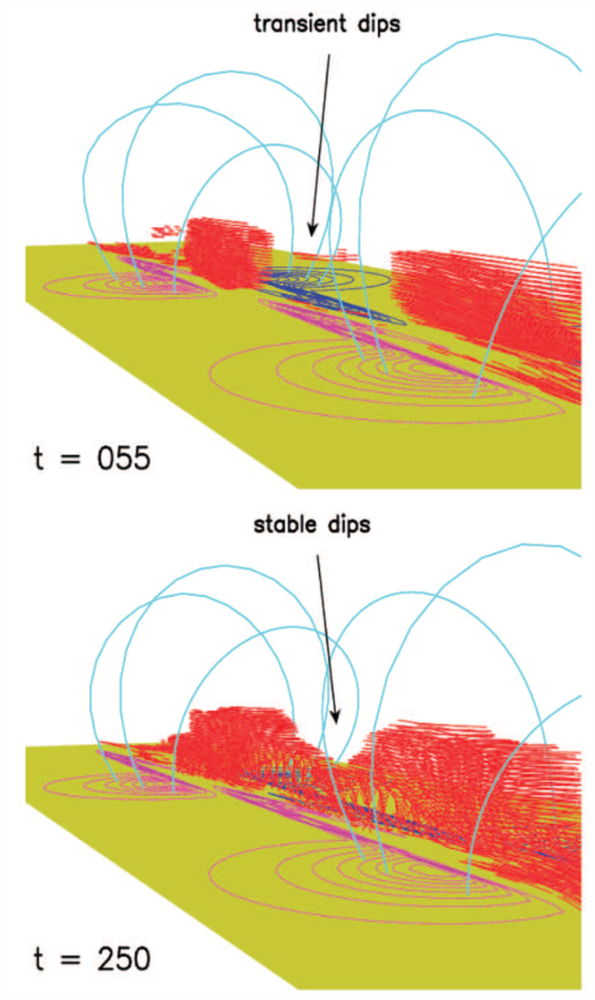 transient dips
t = 055
stable dips
t = 250